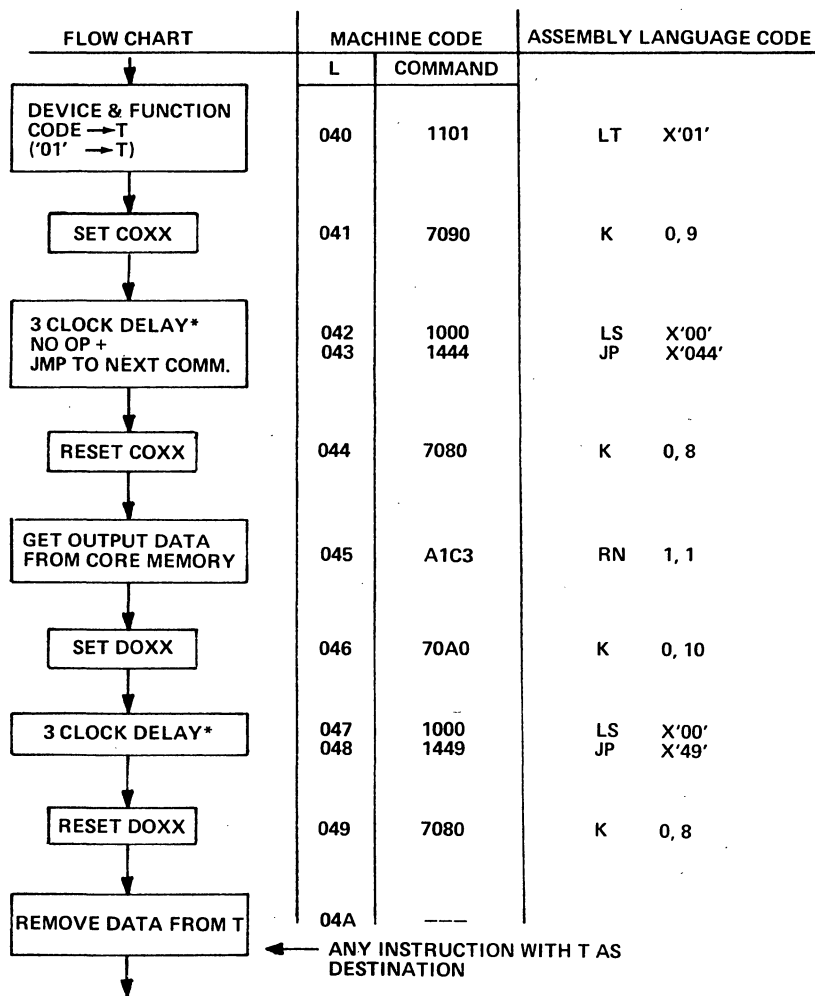 FLOW CHART MACHINE CODE ASSEMBLY LANGUAGE CODE
L COMMAND
DEVICE & FUNCTION
CODE → T
('01' → T)
040 1101 LT X'01'
SET COXX 041 7090 K 0, 9
3 CLOCK DELAY*
NO OP +
JMP TO NEXT COMM.
042 1000 LS X'00'
043 1444 JP X'044'
RESET COXX 044 7080 K 0, 8
GET OUTPUT DATA
FROM CORE MEMORY
045 A1C3 RN 1, 1
SET DOXX 046 70A0 K 0, 10
3 CLOCK DELAY*
047 1000 LS X'00'
048 1449 JP X'49'
RESET DOXX 049 7080 K 0, 8
REMOVE DATA FROM T 04A ---
ANY INSTRUCTION WITH T AS
DESTINATION